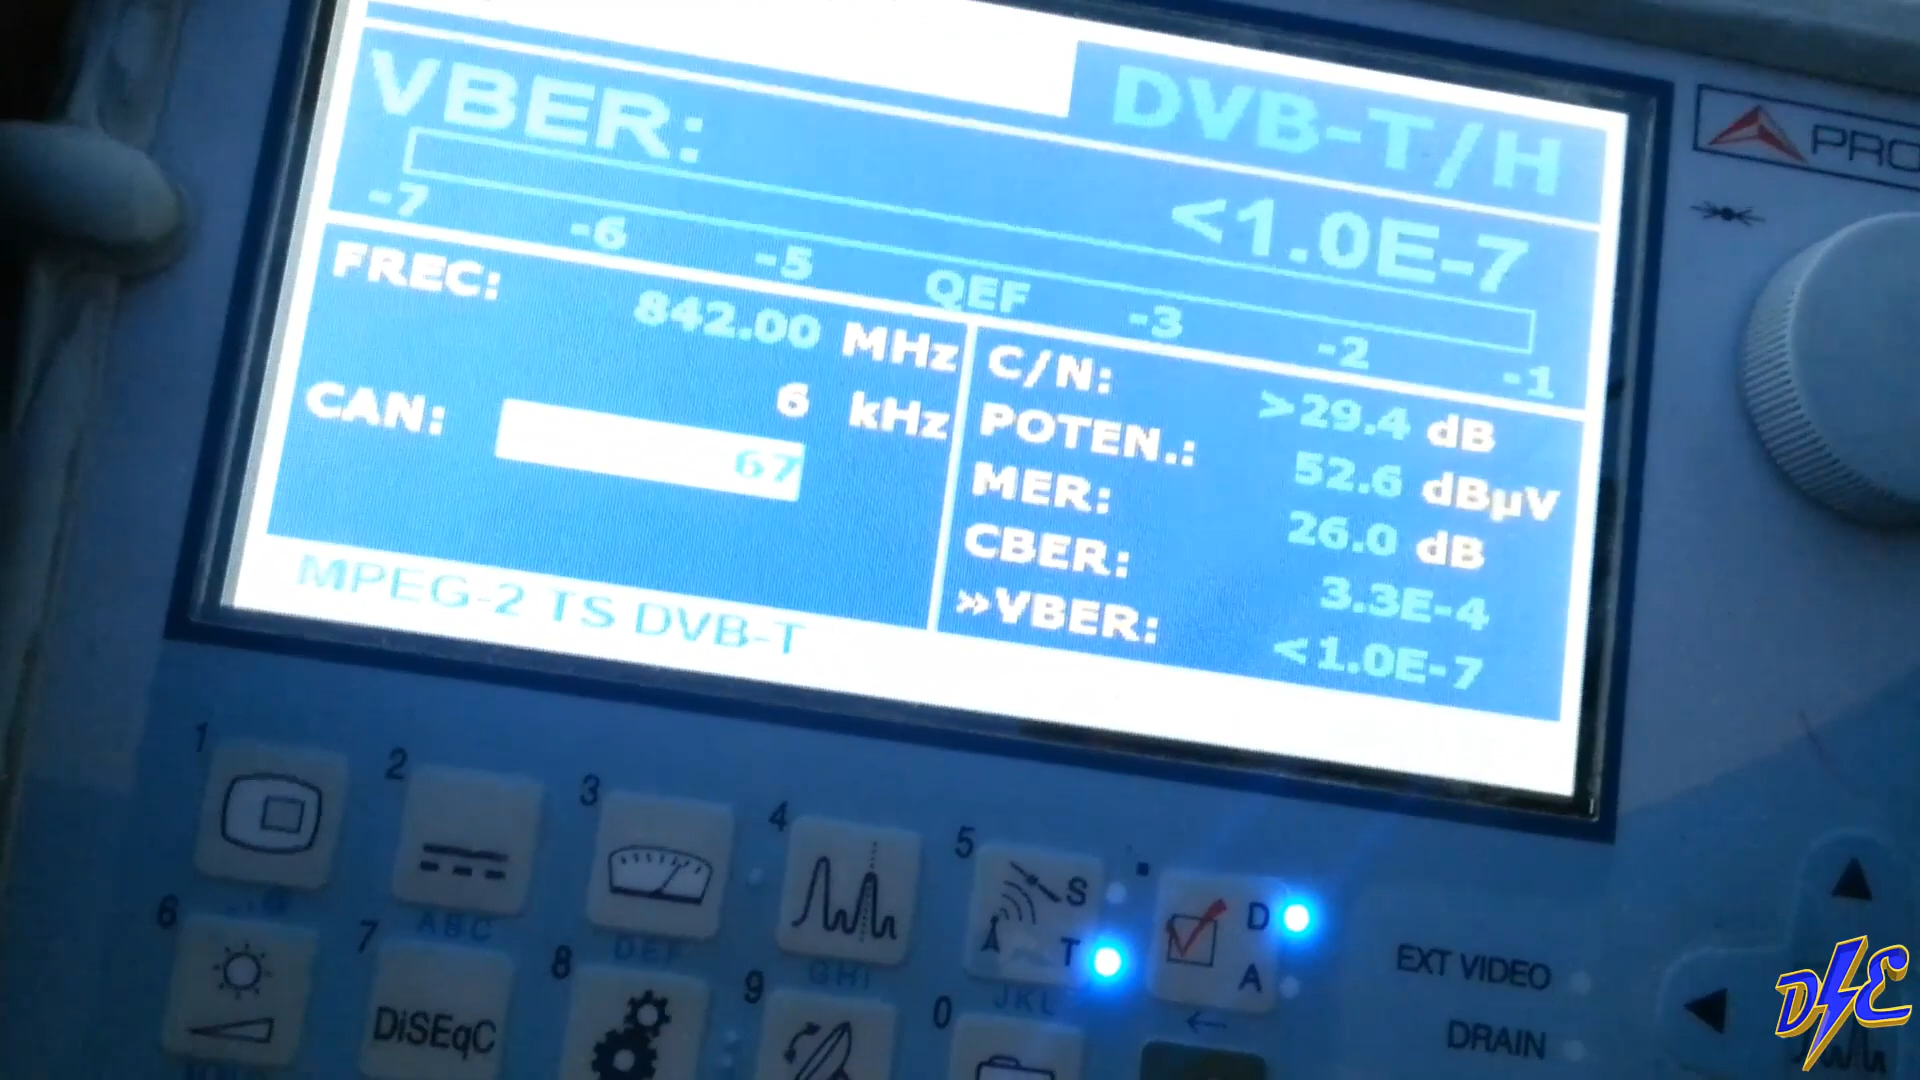 VBER:
DVB-T/H
<1.0E-7
-7 -6 -5 QEF -3 -2 -1
FREC: 842.00 MHz
6 kHz
CAN: 67
C/N: >29.4 dB
POTEN.: 52.6 dBµV
MER: 26.0 dB
CBER: 3.3E-4
»VBER: <1.0E-7
MPEG-2 TS DVB-T
PRO
1 2 3 4 5
S
T
D
A
ABC DEF GHI JKL
EXT VIDEO
DRAIN
6 7 8 9 0
DiSEqC
DE